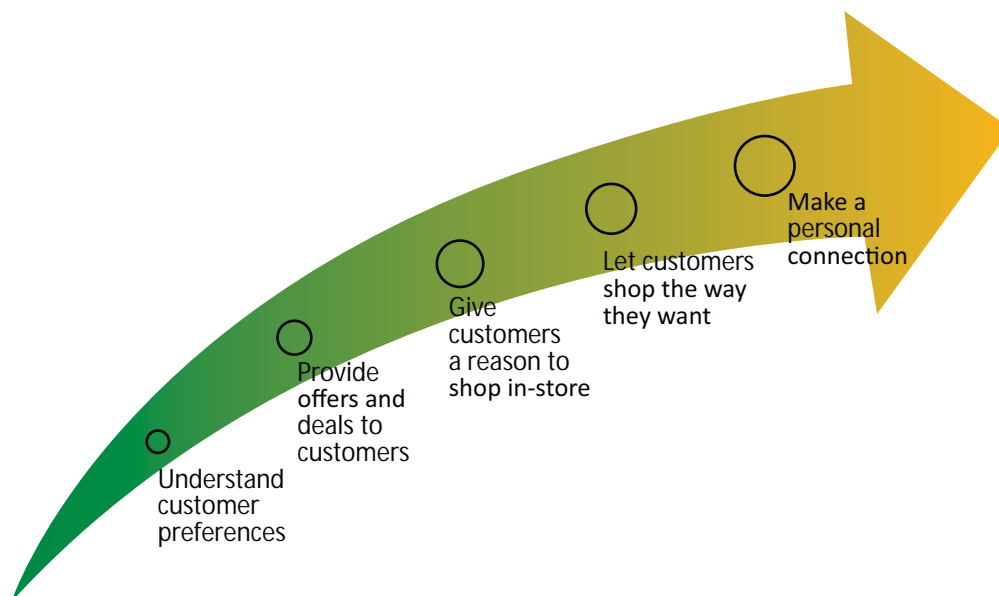 Understand
customer
preferences
Provide
offers and
deals to
customers
Give
customers
a reason to
shop in-store
Let customers
shop the way
they want
Make a
personal
connection